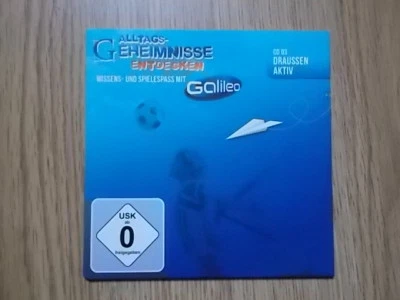 ALLTAGS-
GEHEIMNISSE
ENTDECKEN
WISSENS- UND SPIELESPASS MIT
Galileo
CD 03
DRAUSSEN
AKTIV
USK
ab
0
freigegeben